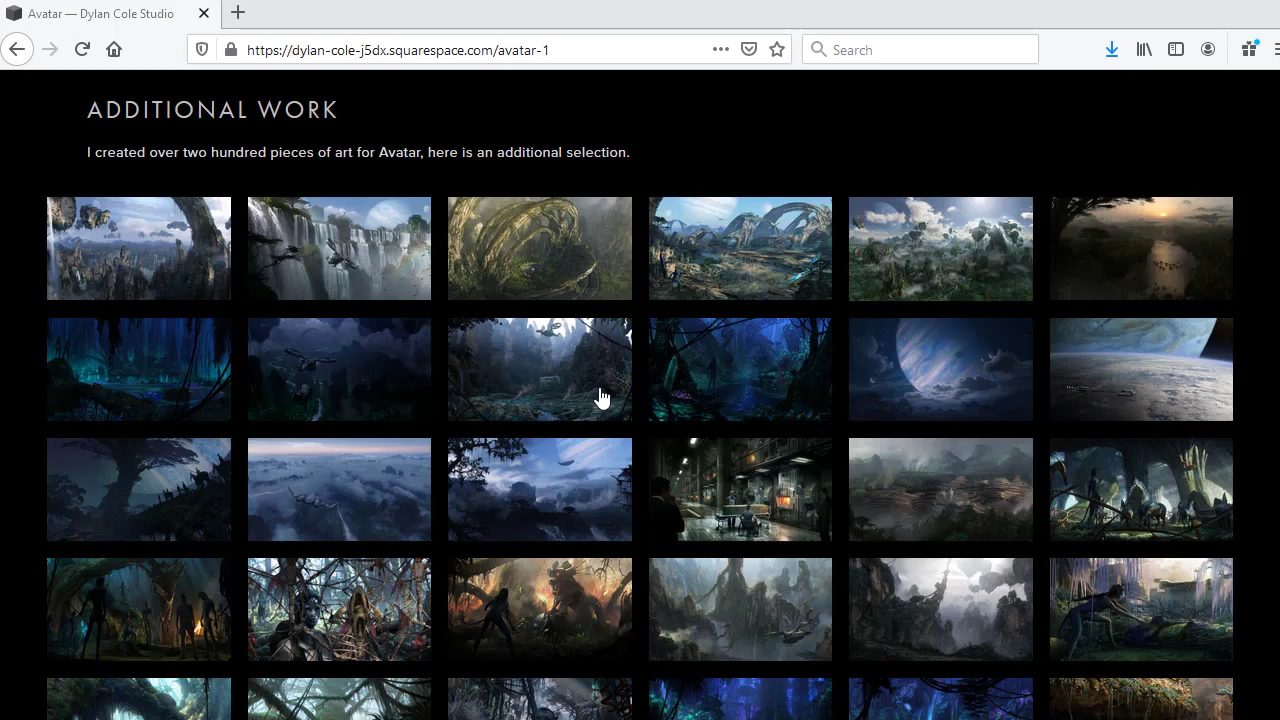 Avatar — Dylan Cole Studio
https://dylan-cole-j5dx.squarespace.com/avatar-1
Search
ADDITIONAL WORK
I created over two hundred pieces of art for Avatar, here is an additional selection.